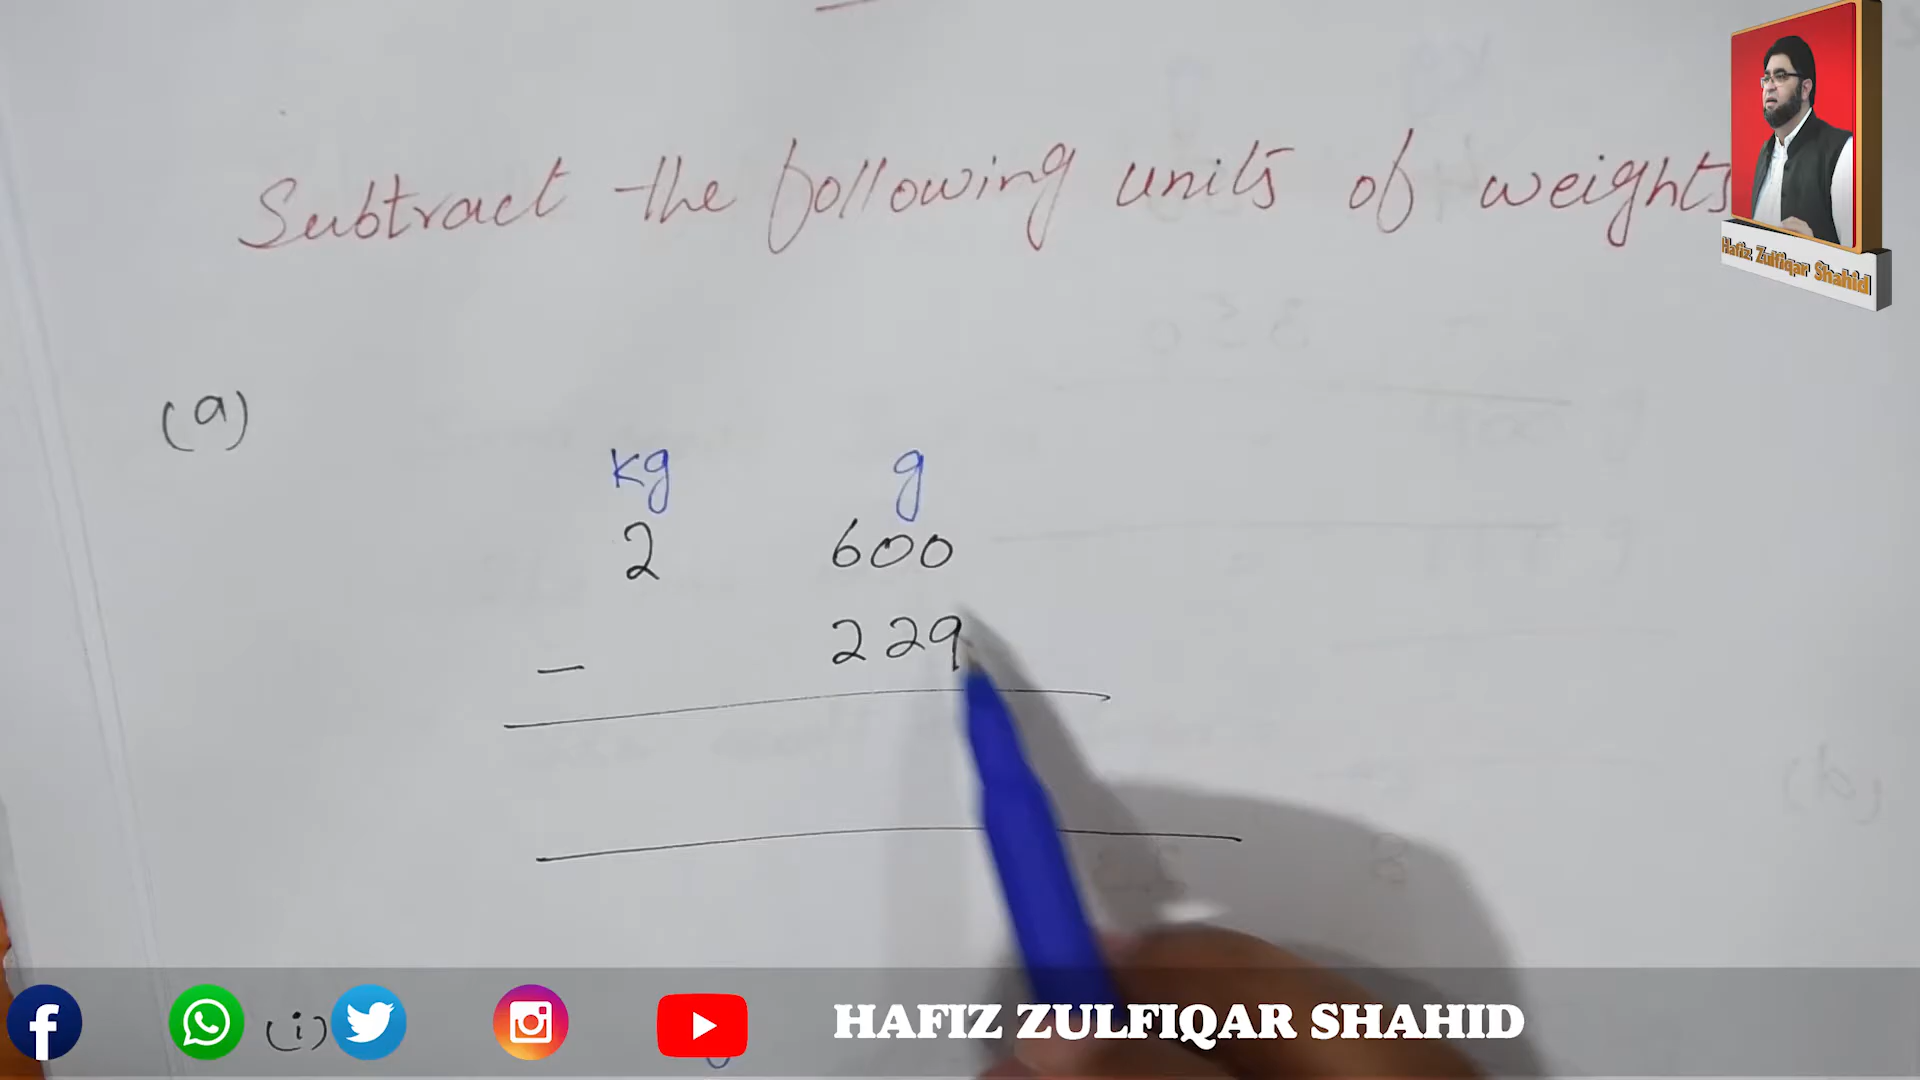 Subtract the following units of weights
Hafiz Zulfiqar Shahid
(a)
kg g
2 600
- 229
(i)
HAFIZ ZULFIQAR SHAHID